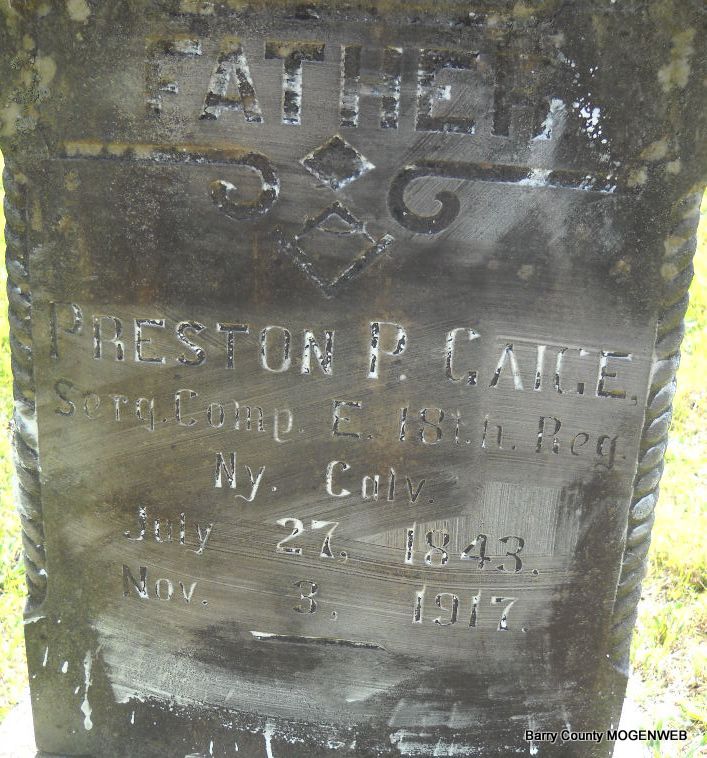 FATHER
PRESTON P. GAIGE.
Serg. Comp. E. 18th. Reg.
Ny. Calv.
July 27, 1843.
Nov. 3, 1917.
Barry County MOGENWEB